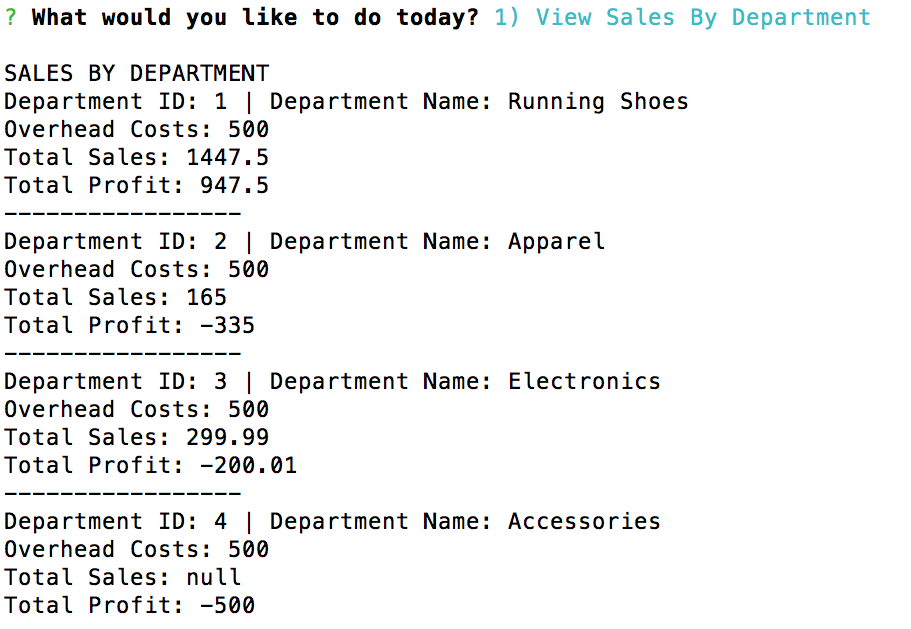 ? What would you like to do today? 1) View Sales By Department
SALES BY DEPARTMENT
Department ID: 1 | Department Name: Running Shoes
Overhead Costs: 500
Total Sales: 1447.5
Total Profit: 947.5
-----------------
Department ID: 2 | Department Name: Apparel
Overhead Costs: 500
Total Sales: 165
Total Profit: -335
-----------------
Department ID: 3 | Department Name: Electronics
Overhead Costs: 500
Total Sales: 299.99
Total Profit: -200.01
-----------------
Department ID: 4 | Department Name: Accessories
Overhead Costs: 500
Total Sales: null
Total Profit: -500